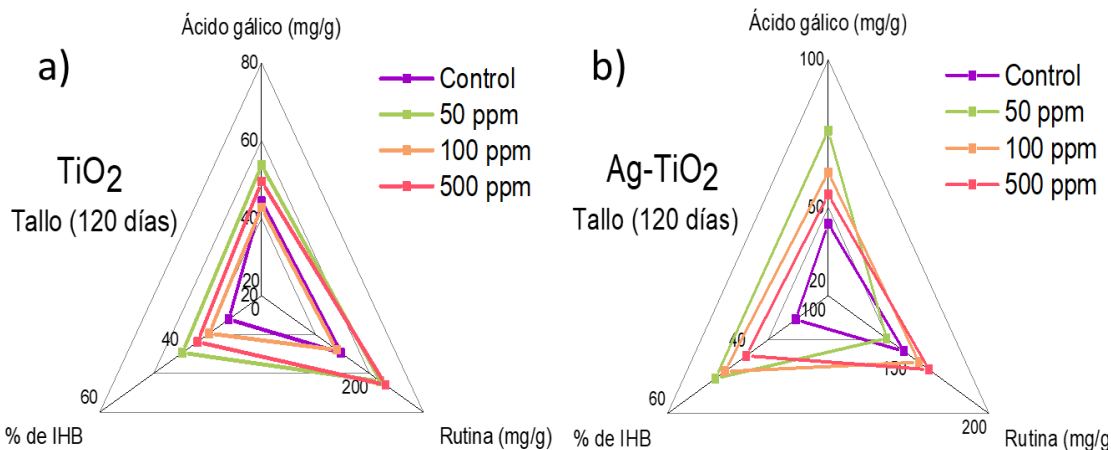 Ácido gálico (mg/g)
a)
80
Control
50 ppm
100 ppm
500 ppm
60
TiO2
Tallo (120 días)
40
20
20
0
40
200
60
% de IHB
Rutina (mg/g)
Ácido gálico (mg/g)
b)
100
Control
50 ppm
100 ppm
500 ppm
Ag-TiO2
Tallo (120 días)
50
20
100
40
150
60
200
% de IHB
Rutina (mg/g)